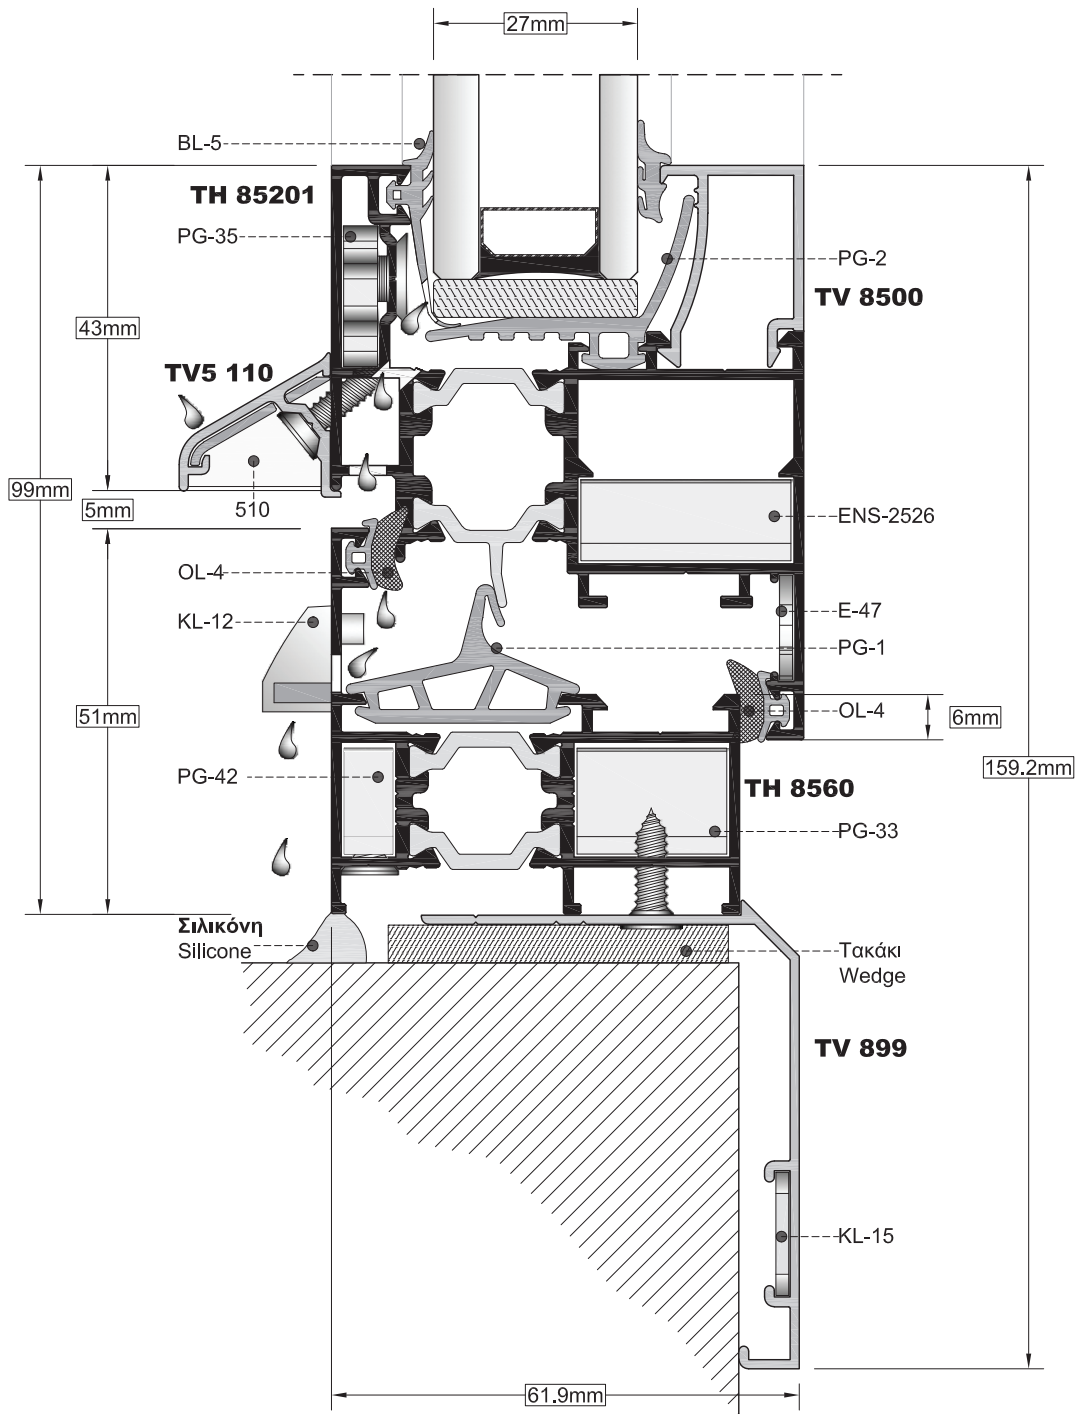 27mm
BL-5
TH 85201
PG-35
PG-2
TV 8500
43mm
TV5 110
99mm
5mm
510
ENS-2526
OL-4
E-47
KL-12
PG-1
51mm
OL-4
6mm
159.2mm
PG-42
TH 8560
PG-33
Σιλικόνη
Silicone
Τακάκι
Wedge
TV 899
KL-15
61.9mm